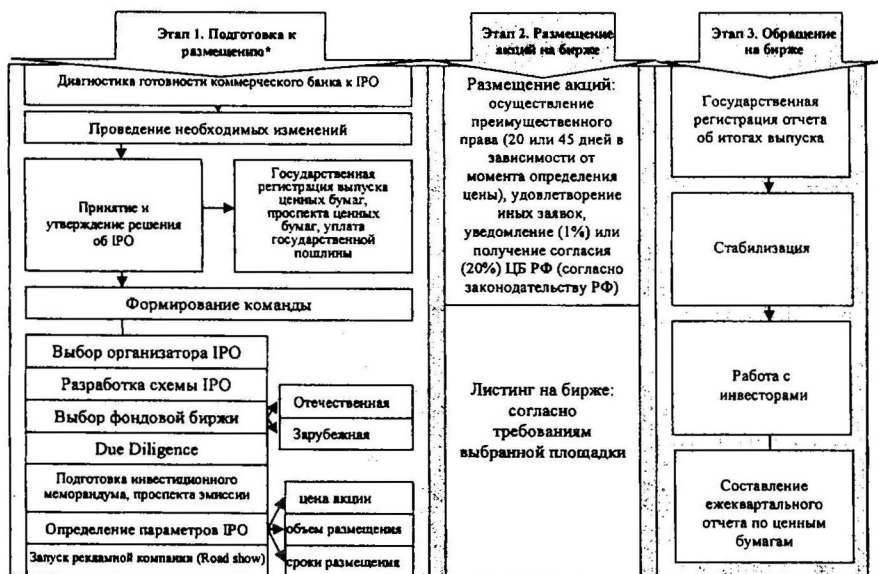 Этап 1. Подготовка к
размещению*
Диагностика готовности коммерческого банка к IPO
Проведение необходимых изменений
Принятие и
утверждение решения
об IPO
Государственная
регистрация выпуска
ценных бумаг,
проспекта ценных
бумаг, уплата
государственной
пошлины
Формирование команды
Выбор организатора IPO
Разработка схемы IPO
Выбор фондовой биржи
Отечественная
Зарубежная
Due Diligence
Подготовка инвестиционного
меморандума, проспекта эмиссии
Определение параметров IPO
цена акции
объем размещения
сроки размещения
Запуск рекламной компании (Road show)
Этап 2. Размещение
акций на бирже
Размещение акций:
осуществление
преимущественного
права (20 или 45 дней в
зависимости от
момента определения
цены), удовлетворение
иных заявок,
уведомление (1%) или
получение согласия
(20%) ЦБ РФ (согласно
законодательству РФ)
Листинг на бирже:
согласно
требованиям
выбранной площадки
Этап 3. Обращение
на бирже
Государственная
регистрация отчета
об итогах выпуска
Стабилизация
Работа с
инвесторами
Составление
ежеквартального
отчета по ценным
бумагам